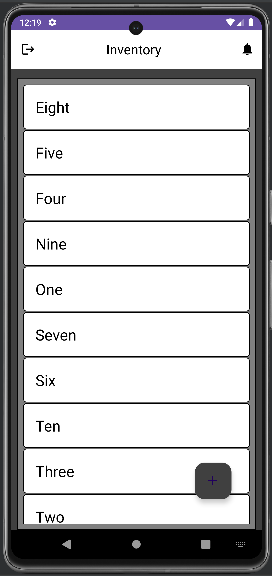 12:19
Inventory
Eight
Five
Four
Nine
One
Seven
Six
Ten
Three
+
Two